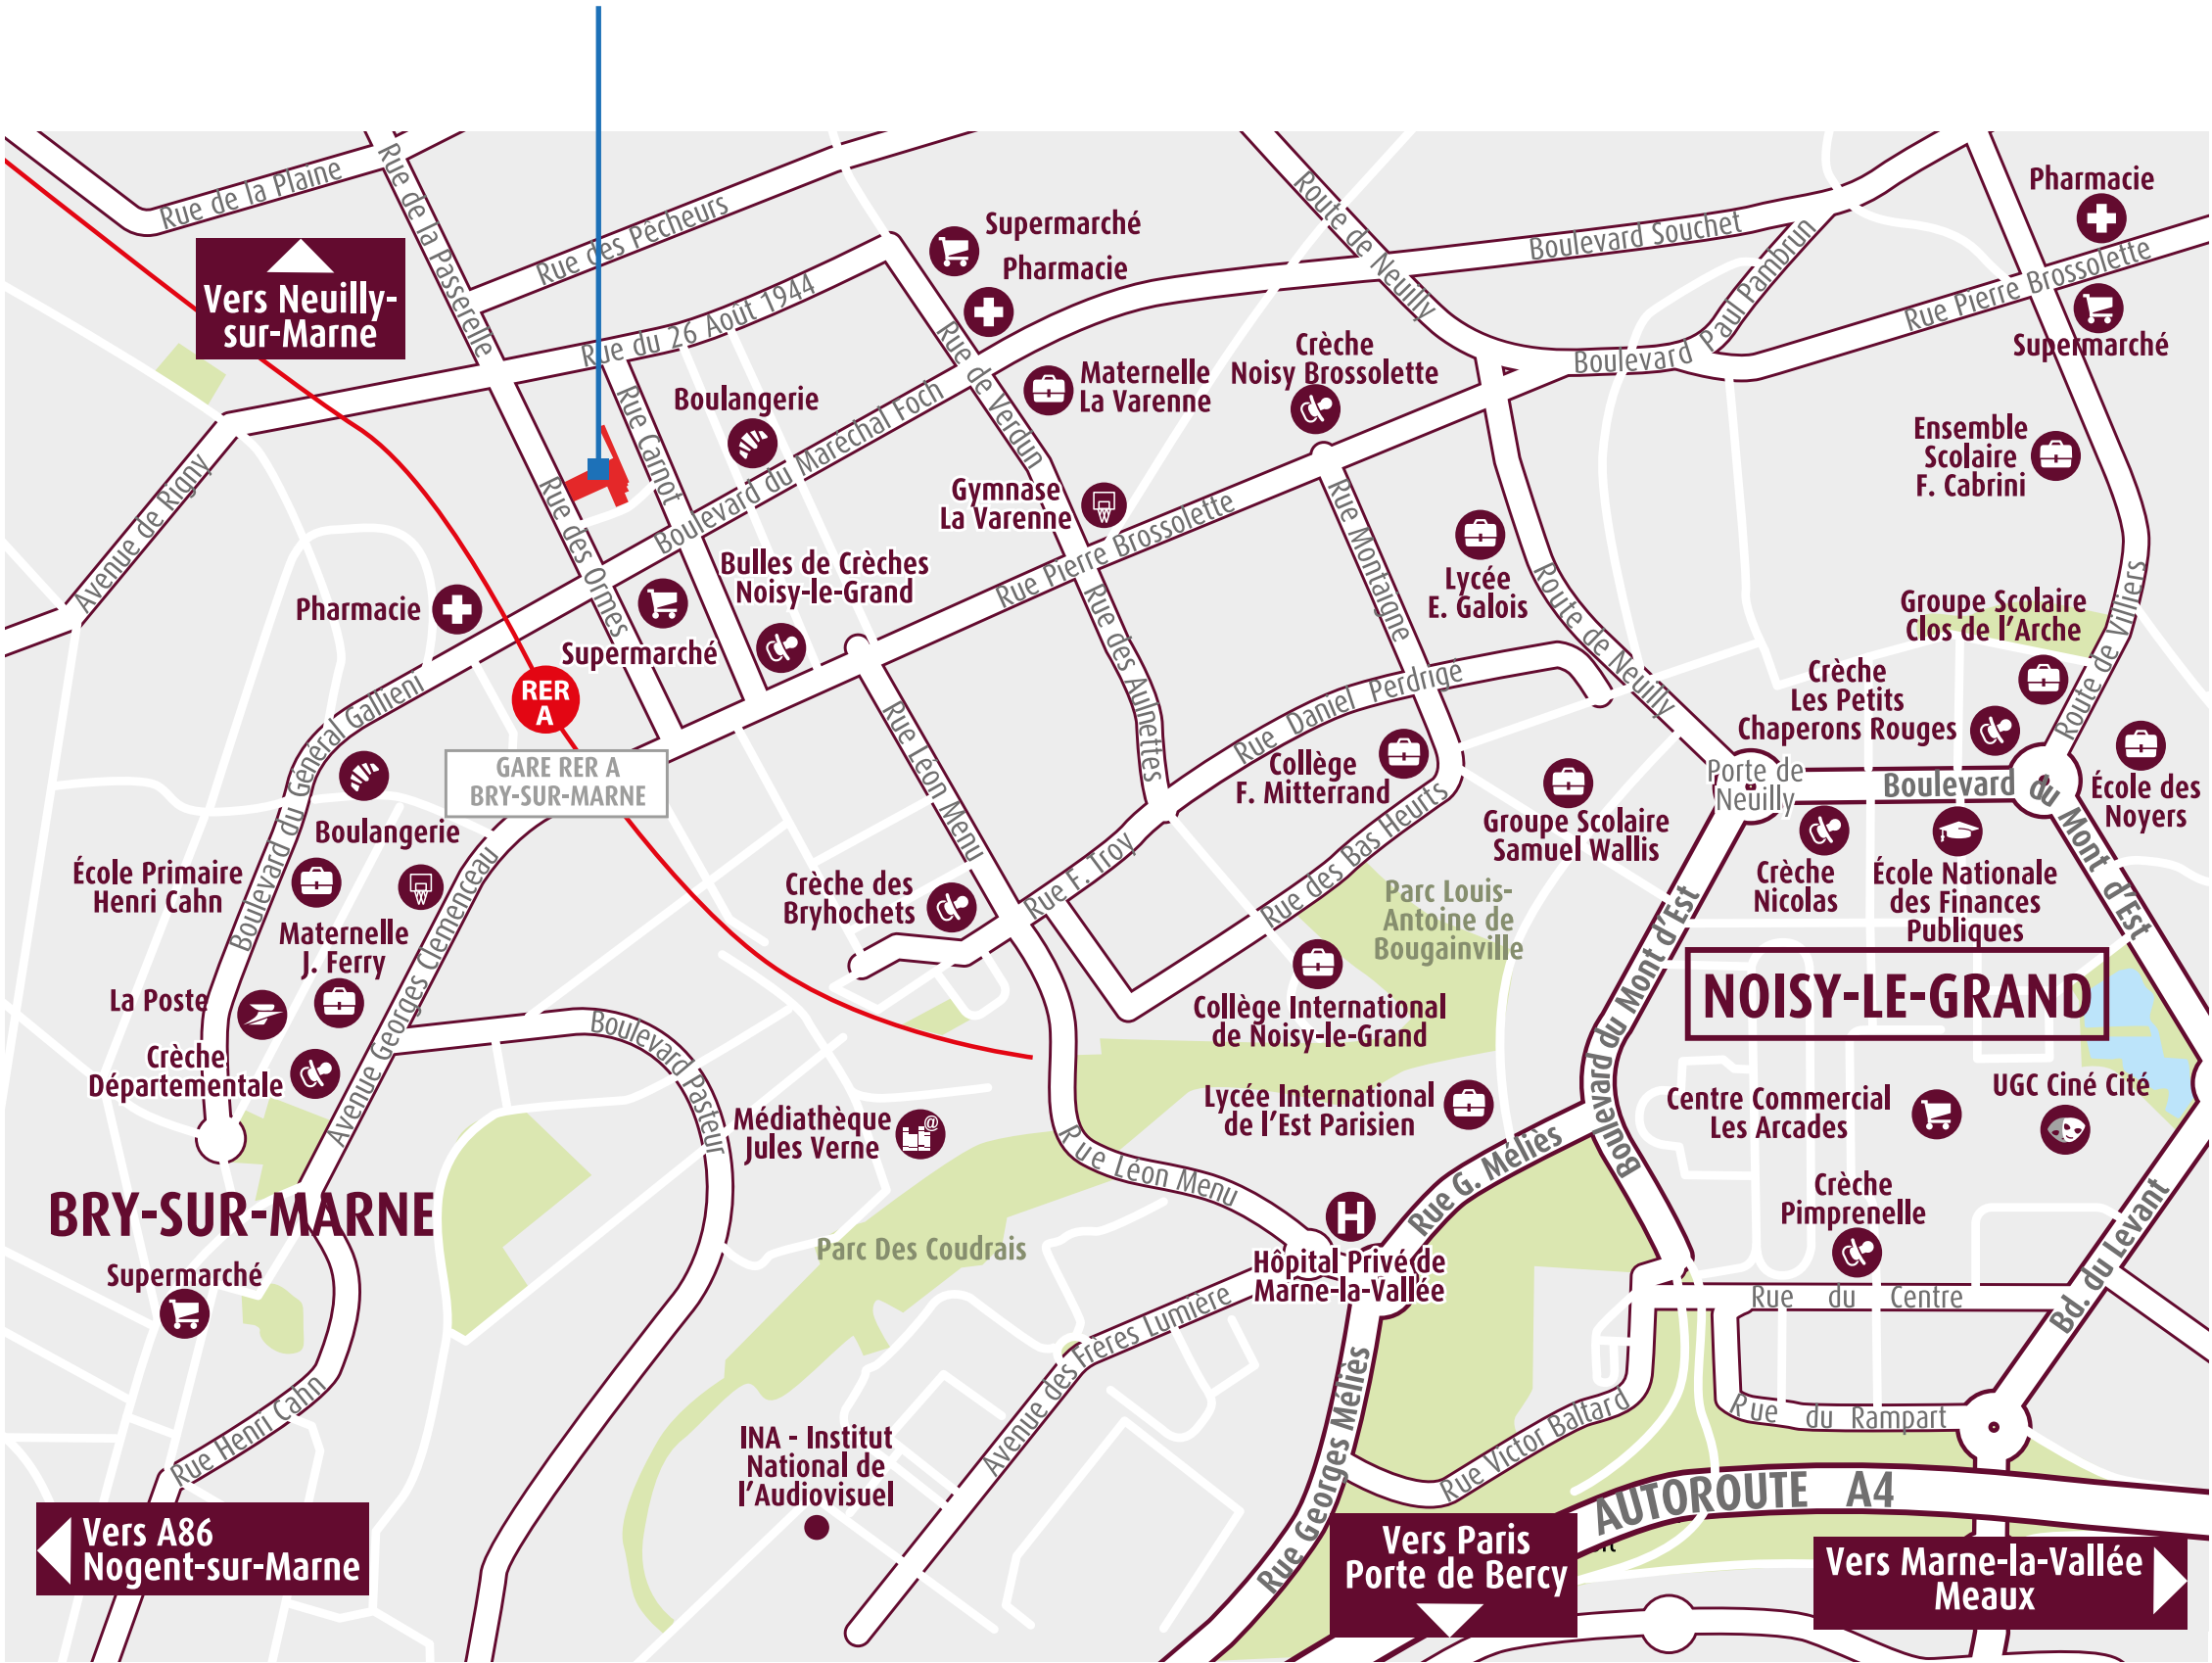 Rue de la Plaine
Rue de la Passerelle
Rue des Pêcheurs
Vers Neuilly-
sur-Marne
Rue du 26 Août 1944
Supermarché
Pharmacie
Route de Neuilly
Boulevard Souchet
Boulevard Paul Pambrun
Pharmacie
Rue Pierre Brossolette
Supermarché
Avenue de Rigny
Rue Carnot
Boulangerie
Boulevard du Maréchal Foch
Rue de Verdun
Maternelle
La Varenne
Crèche
Noisy Brossolette
Ensemble
Scolaire
F. Cabrini
Rue des Ormes
Gymnase
La Varenne
Rue Pierre Brossolette
Rue Montaigne
Lycée
E. Galois
Route de Neuilly
Groupe Scolaire
Clos de l'Arche
Route de Villiers
Pharmacie
Supermarché
Bulles de Crèches
Noisy-le-Grand
Rue des Aulnettes
Boulevard du Général Gallieni
RER
A
GARE RER A
BRY-SUR-MARNE
Rue Léon Menu
Rue Daniel Perdrige
Collège
F. Mitterrand
Crèche
Les Petits
Chaperons Rouges
Porte de
Neuilly
Boulevard du Mont d'Est
École des
Noyers
Boulangerie
École Primaire
Henri Cahn
Maternelle
J. Ferry
Avenue Georges Clemenceau
Crèche des
Bryhochets
Rue F. Troy
Rue des Bas Heurts
Groupe Scolaire
Samuel Wallis
Crèche
Nicolas
École Nationale
des Finances
Publiques
Parc Louis-
Antoine de
Bougainville
La Poste
Crèche
Départementale
Boulevard Pasteur
Collège International
de Noisy-le-Grand
Boulevard du Mont d'Est
NOISY-LE-GRAND
Médiathèque
Jules Verne
@
Lycée International
de l'Est Parisien
Centre Commercial
Les Arcades
UGC Ciné Cité
BRY-SUR-MARNE
Supermarché
Parc Des Coudrais
Rue Léon Menu
H
Hôpital Privé de
Marne-la-Vallée
Rue G. Méliès
Crèche
Pimprenelle
Rue du Centre
Bd. du Levant
Rue Henri Cahn
Avenue des Frères Lumière
Rue Georges Méliès
Rue Victor Baltard
Rue du Rampart
INA - Institut
National de
l'Audiovisuel
AUTOROUTE A4
Vers A86
Nogent-sur-Marne
Vers Paris
Porte de Bercy
Vers Marne-la-Vallée
Meaux